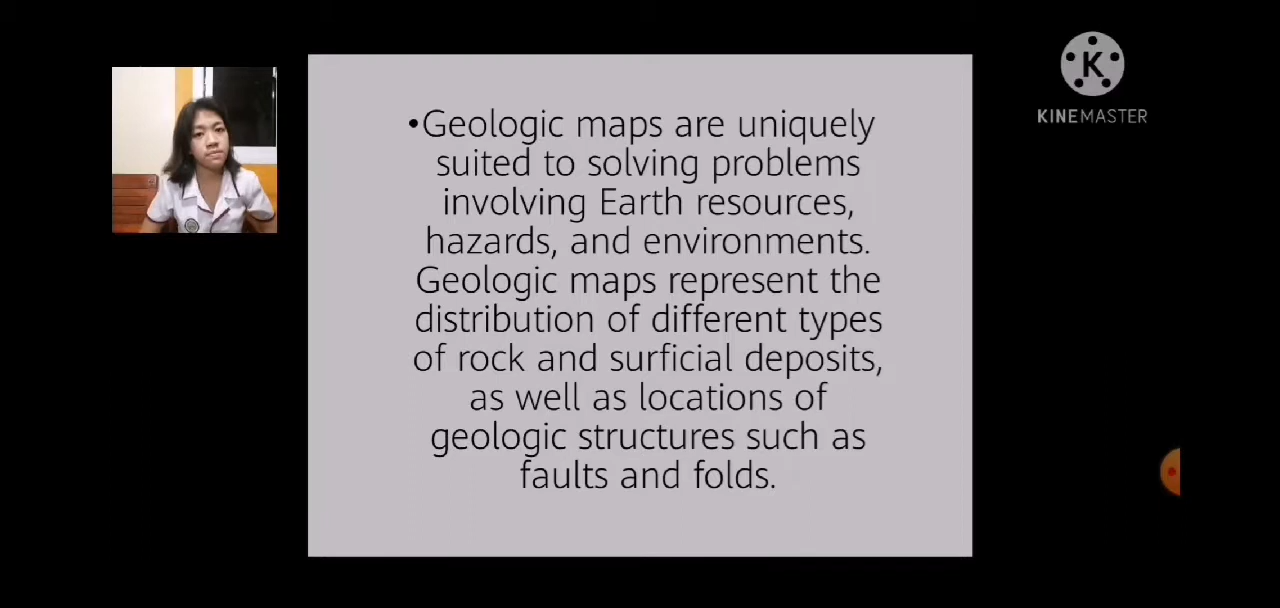 •Geologic maps are uniquely
suited to solving problems
involving Earth resources,
hazards, and environments.
Geologic maps represent the
distribution of different types
of rock and surficial deposits,
as well as locations of
geologic structures such as
faults and folds.
K
KINEMASTER